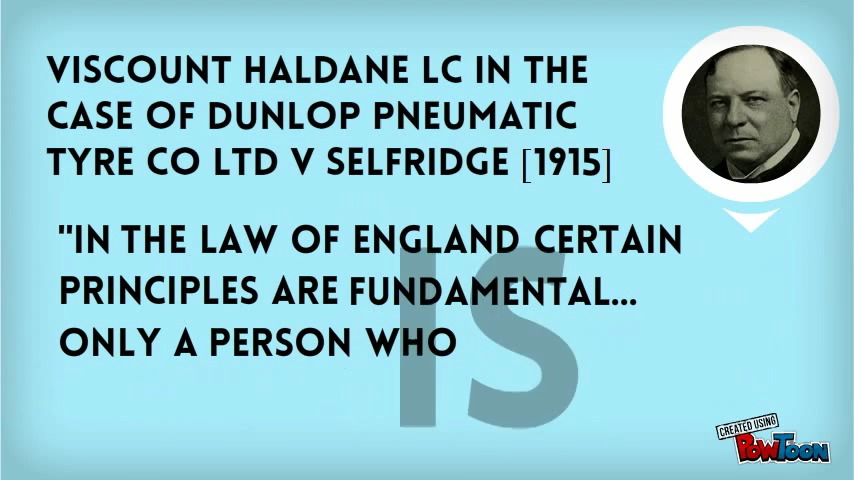 VISCOUNT HALDANE LC IN THE
CASE OF DUNLOP PNEUMATIC
TYRE CO LTD V SELFRIDGE [1915]
"IN THE LAW OF ENGLAND CERTAIN
PRINCIPLES ARE FUNDAMENTAL...
ONLY A PERSON WHO
IS
CREATED USING
POWTOON